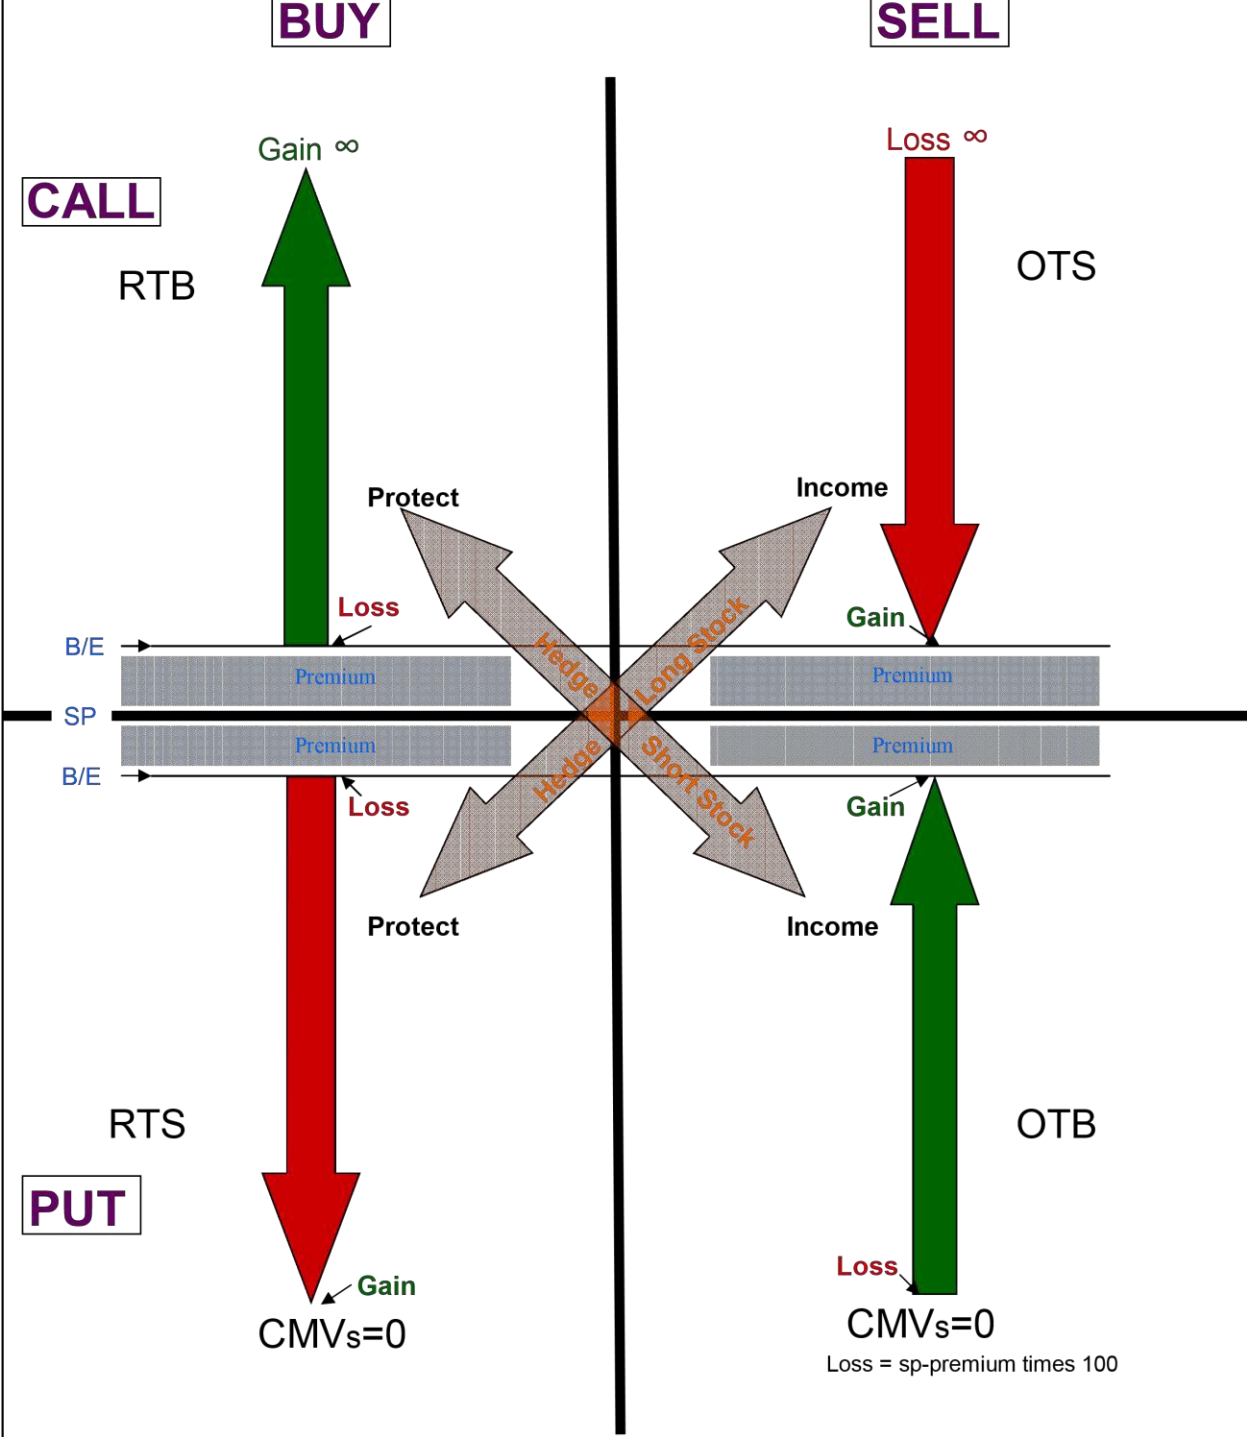 BUY
SELL
Gain ∞
Loss ∞
CALL
RTB
OTS
Protect
Income
Loss
Gain
Hedge
Long Stock
B/E
Premium
Premium
SP
Premium
Premium
Hedge
Short Stock
B/E
Loss
Gain
Protect
Income
RTS
OTB
PUT
Gain
Loss
CMVs=0
CMVs=0
Loss = sp-premium times 100